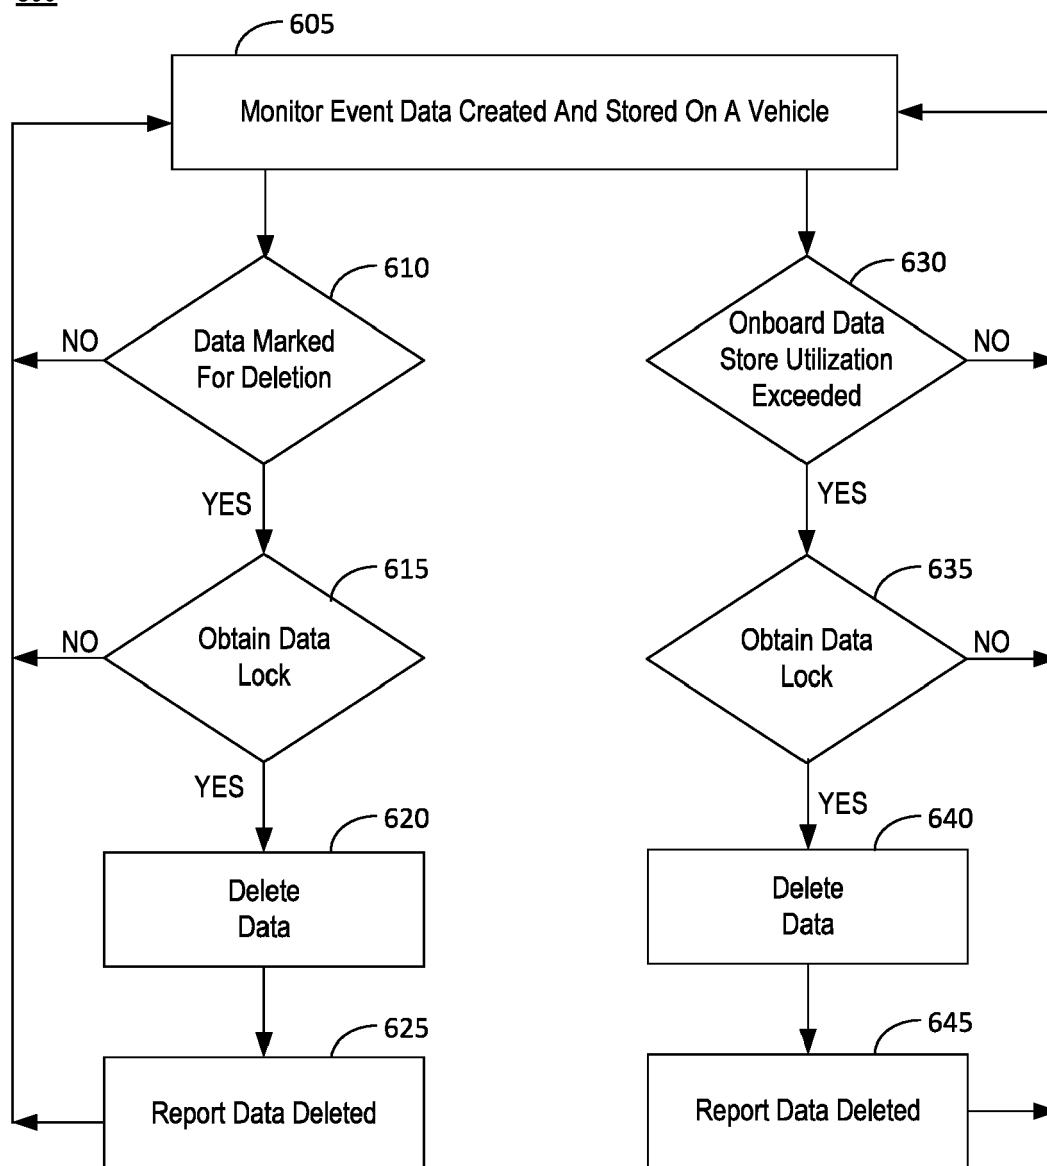 605
Monitor Event Data Created And Stored On A Vehicle
610
630
Data Marked
For Deletion
Onboard Data
Store Utilization
Exceeded
NO
NO
YES
YES
615
635
Obtain Data
Lock
Obtain Data
Lock
NO
NO
YES
YES
620
640
Delete
Data
Delete
Data
625
645
Report Data Deleted
Report Data Deleted